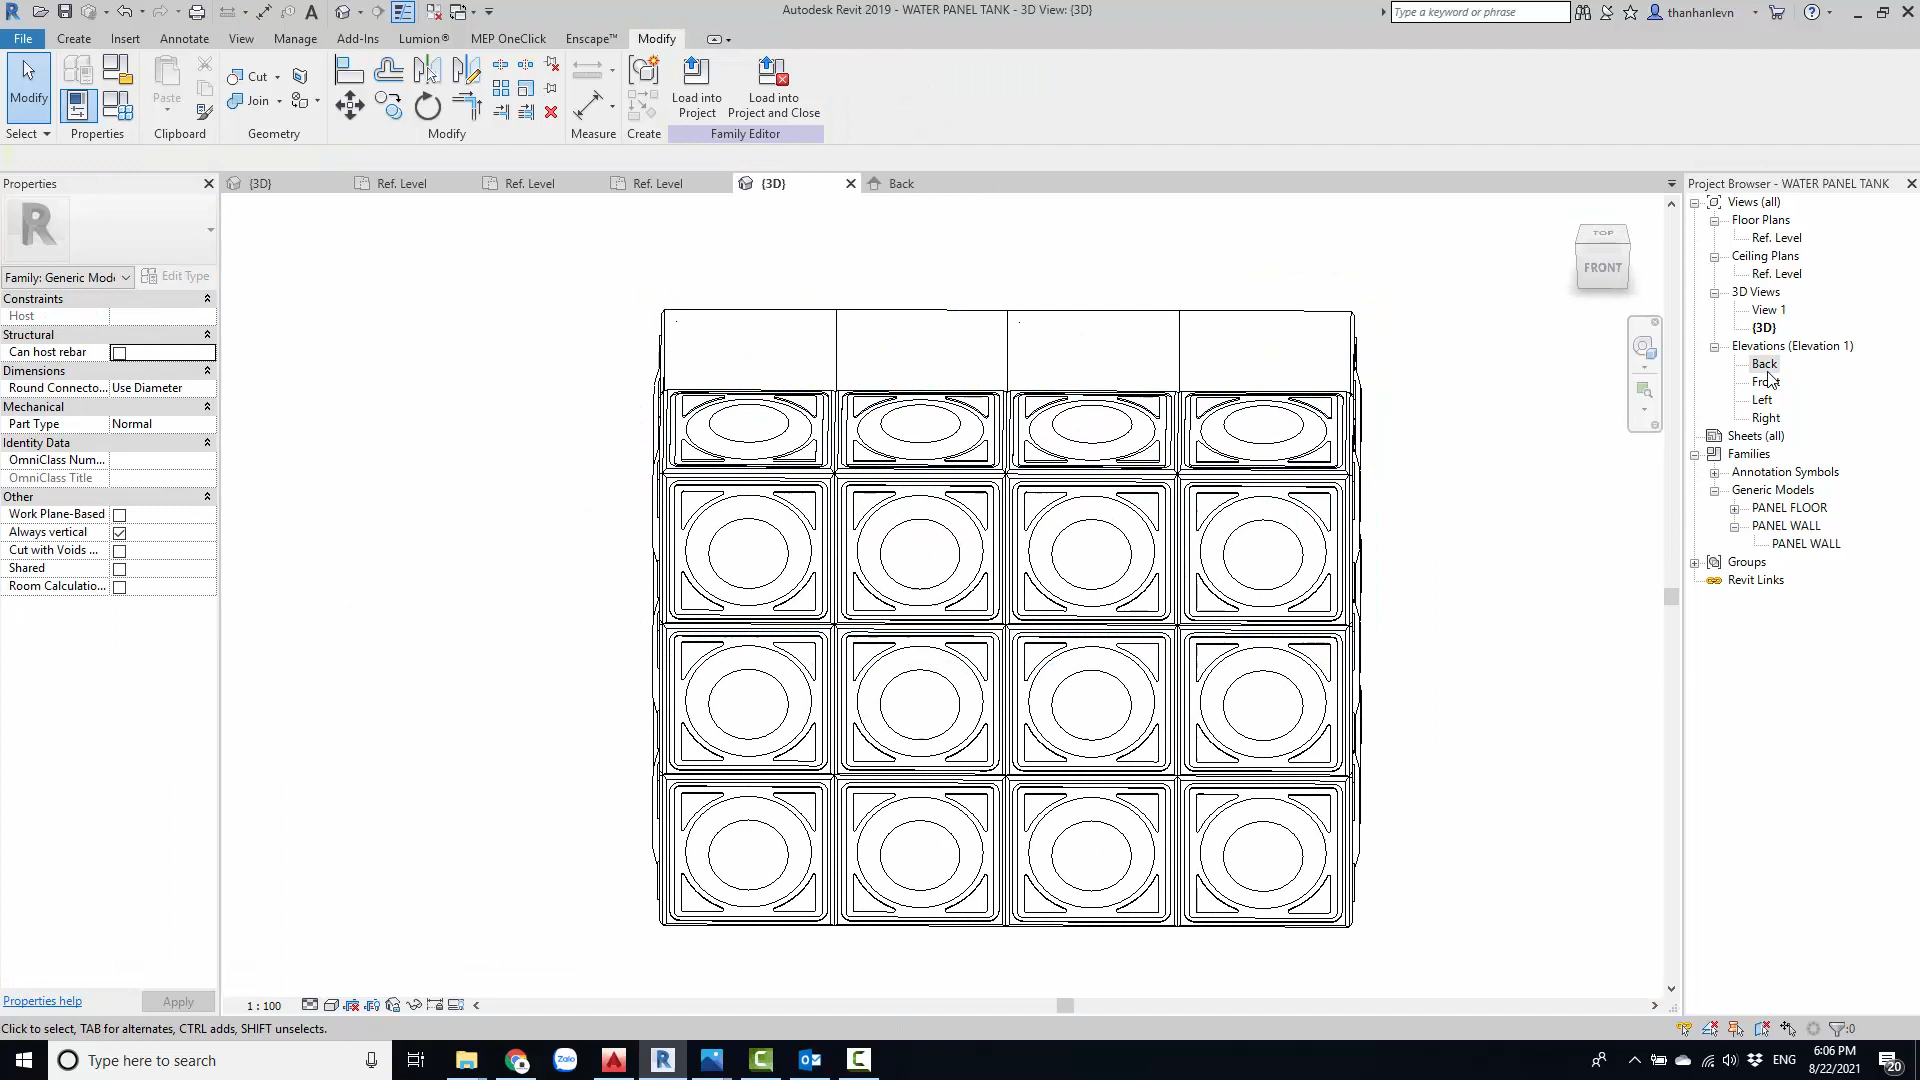 Autodesk Revit 2019 - WATER PANEL TANK - 3D View: {3D}
Type a keyword or phrase
thanhanlevn
File
Create
Insert
Annotate
View
Manage
Add-Ins
Lumion®
MEP OneClick
Enscape™
Modify
Modify
Paste
Cut
Join
Load into
Project
Load into
Project and Close
Select
Properties
Clipboard
Geometry
Modify
Measure
Create
Family Editor
Properties
{3D}
Ref. Level
Ref. Level
Ref. Level
{3D}
Back
Project Browser - WATER PANEL TANK
R
Family: Generic Mod
Edit Type
Constraints
Host
Structural
Can host rebar
Dimensions
Round Connecto... Use Diameter
Mechanical
Part Type Normal
Identity Data
OmniClass Num...
OmniClass Title
Other
Work Plane-Based
Always vertical
Cut with Voids ...
Shared
Room Calculatio...
Properties help
Apply
TOP
FRONT
Views (all)
Floor Plans
Ref. Level
Ceiling Plans
Ref. Level
3D Views
View 1
{3D}
Elevations (Elevation 1)
Back
Front
Left
Right
Sheets (all)
Families
Annotation Symbols
Generic Models
PANEL FLOOR
PANEL WALL
PANEL WALL
Groups
Revit Links
1 : 100
Click to select, TAB for alternates, CTRL adds, SHIFT unselects.
:0
Type here to search
Zalo
ENG
6:06 PM
8/22/2021
20